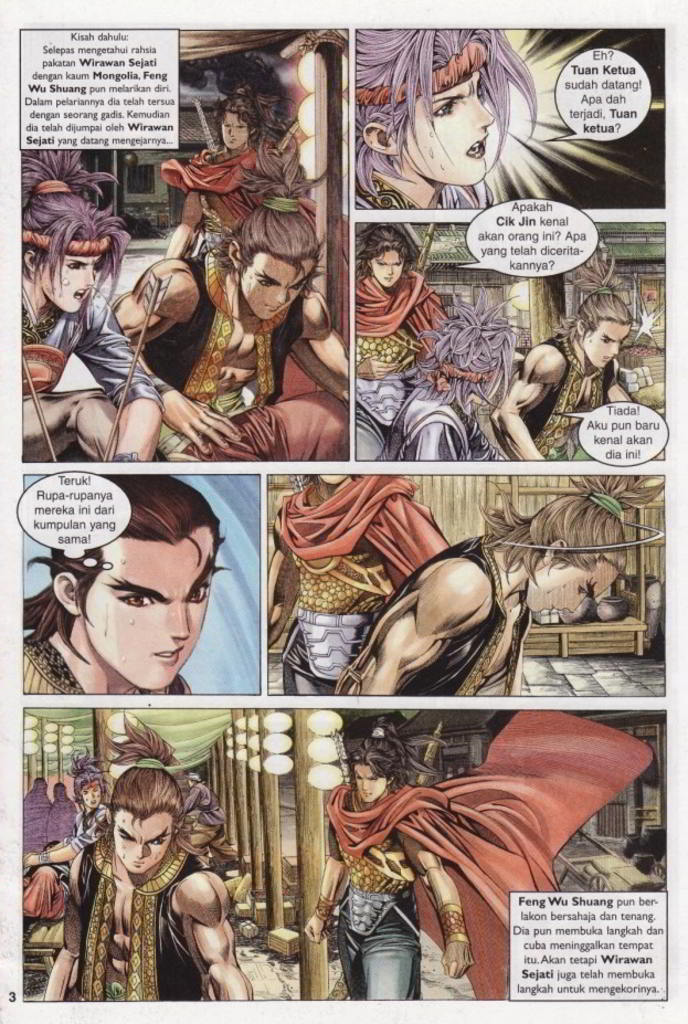 Kisah dahulu:
Selepas mengetahui rahsia
pakatan Wirawan Sejati
dengan kaum Mongolia, Feng
Wu Shuang pun melarikan diri.
Dalam pelariannya dia telah tersua
dengan seorang gadis. Kemudian
dia telah dijumpai oleh Wirawan
Sejati yang datang mengejarnya...
Eh?
Tuan Ketua
sudah datang!
Apa dah
terjadi, Tuan
ketua?
Apakah
Cik Jin kenal
akan orang ini? Apa
yang telah dicerita-
kannya?
Tiada!
Aku pun baru
kenal akan
dia ini!
Teruk!
Rupa-rupanya
mereka ini dari
kumpulan yang
sama!
Feng Wu Shuang pun ber-
lakon bersahaja dan tenang.
Dia pun membuka langkah dan
cuba meninggalkan tempat
itu. Akan tetapi Wirawan
Sejati juga telah membuka
langkah untuk mengekorinya.
3